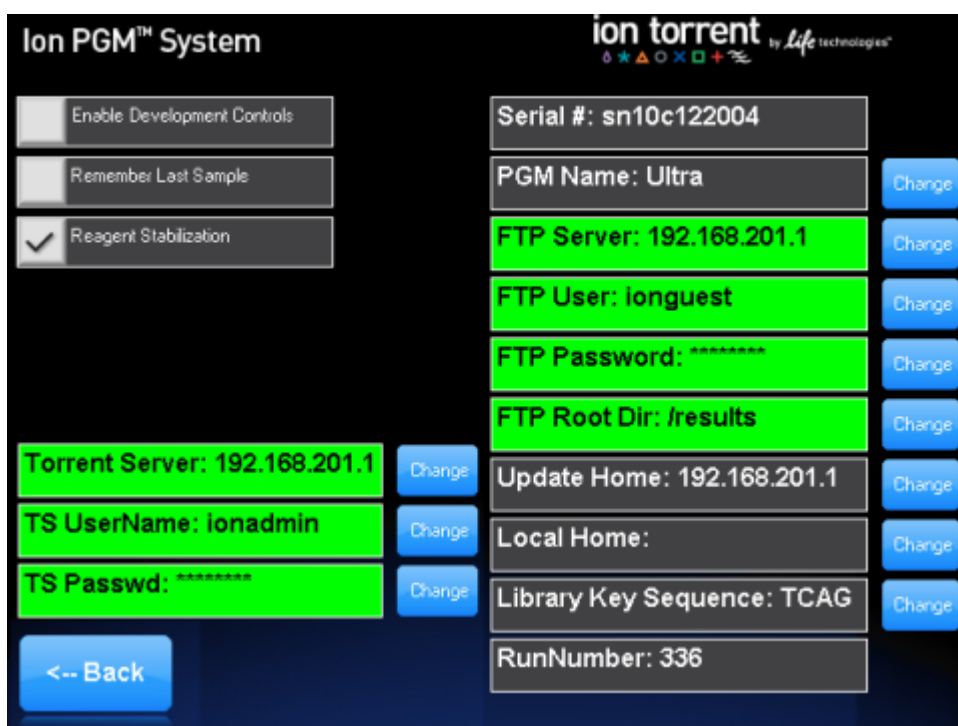 Ion PGM™ System
ion torrent
by Life technologies™
Enable Development Controls
Remember Last Sample
Reagent Stabilization
Torrent Server: 192.168.201.1
Change
TS UserName: ionadmin
Change
TS Passwd: ********
Change
<-- Back
Serial #: sn10c122004
PGM Name: Ultra
Change
FTP Server: 192.168.201.1
Change
FTP User: ionguest
Change
FTP Password: ********
Change
FTP Root Dir: /results
Change
Update Home: 192.168.201.1
Change
Local Home:
Change
Library Key Sequence: TCAG
Change
RunNumber: 336